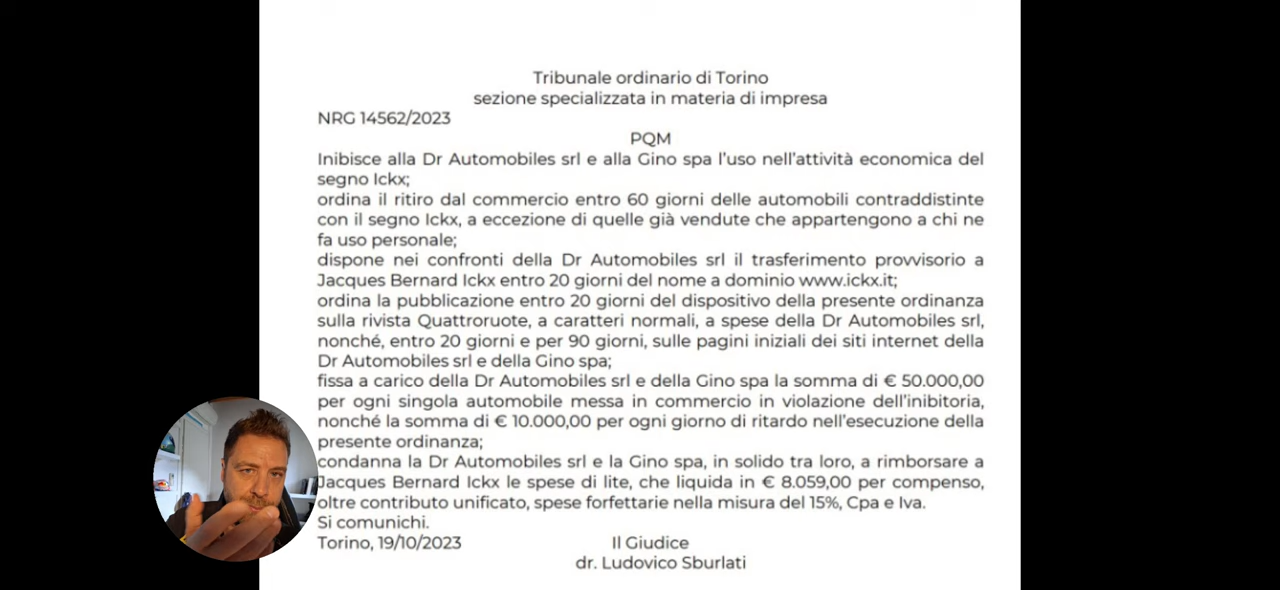 Tribunale ordinario di Torino
sezione specializzata in materia di impresa
NRG 14562/2023
PQM
Inibisce alla Dr Automobiles srl e alla Gino spa l'uso nell'attività economica del
segno Ickx;
ordina il ritiro dal commercio entro 60 giorni delle automobili contraddistinte
con il segno Ickx, a eccezione di quelle già vendute che appartengono a chi ne
fa uso personale;
dispone nei confronti della Dr Automobiles srl il trasferimento provvisorio a
Jacques Bernard Ickx entro 20 giorni del nome a dominio www.ickx.it;
ordina la pubblicazione entro 20 giorni del dispositivo della presente ordinanza
sulla rivista Quattroruote, a caratteri normali, a spese della Dr Automobiles srl,
nonché, entro 20 giorni e per 90 giorni, sulle pagini iniziali dei siti internet della
Dr Automobiles srl e della Gino spa;
fissa a carico della Dr Automobiles srl e della Gino spa la somma di € 50.000,00
per ogni singola automobile messa in commercio in violazione dell'inibitoria,
nonché la somma di € 10.000,00 per ogni giorno di ritardo nell'esecuzione della
presente ordinanza;
condanna la Dr Automobiles srl e la Gino spa, in solido tra loro, a rimborsare a
Jacques Bernard Ickx le spese di lite, che liquida in € 8.059,00 per compenso,
oltre contributo unificato, spese forfettarie nella misura del 15%, Cpa e Iva.
Si comunichi.
Torino, 19/10/2023 Il Giudice
dr. Ludovico Sburlati